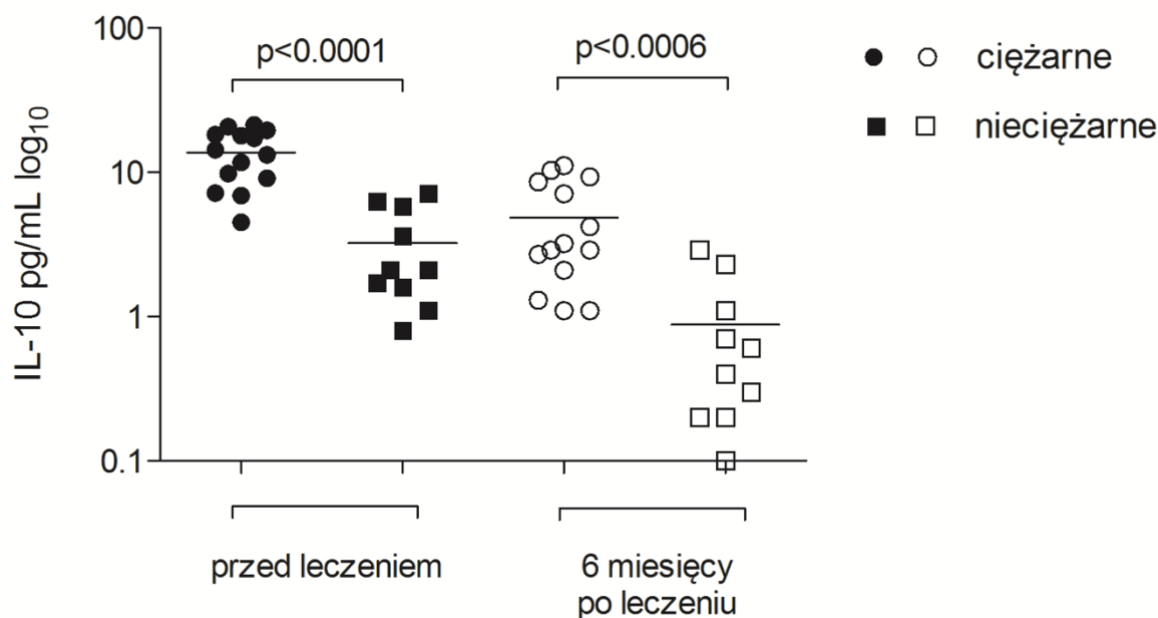 100
10
1
0.1
IL-10 pg/mL log10
p<0.0001
p<0.0006
ciężarne
nieciężarne
przed leczeniem
6 miesięcy
po leczeniu